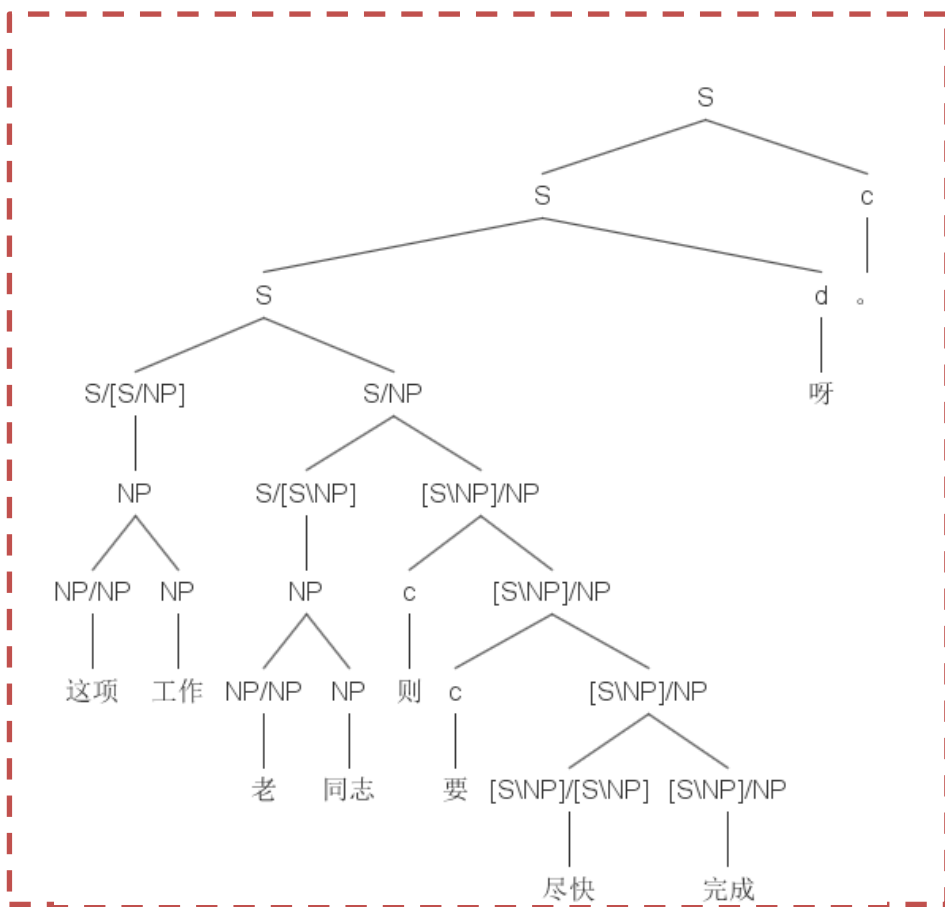 S
S c
S d 。
S/[S/NP] S/NP 呀
NP S/[S\NP] [S\NP]/NP
NP/NP NP NP c [S\NP]/NP
这项 工作 NP/NP NP 则 c [S\NP]/NP
老 同志 要 [S\NP]/[S\NP] [S\NP]/NP
尽快 完成